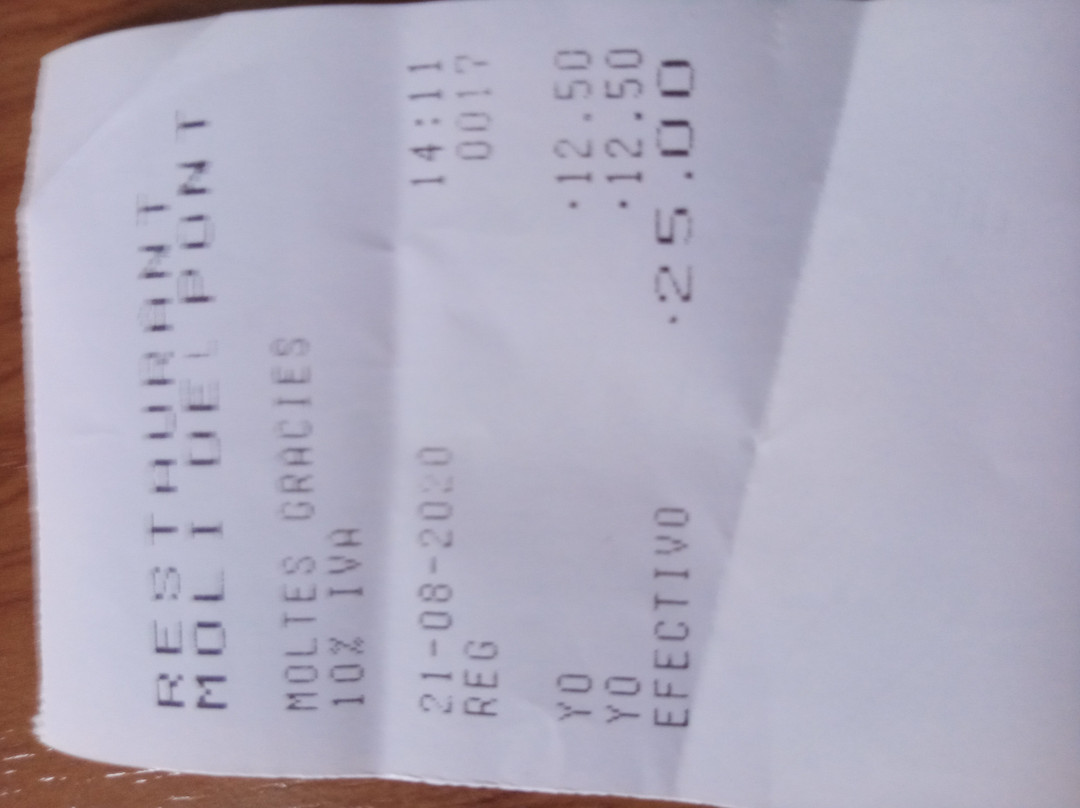 RESTAURANT
MOLI DEL PONT
MOLTES GRACIES
10% IVA
21-08-2020 14:11
REG 0017
YO ·12.50
YO ·12.50
EFECTIVO ·25.00